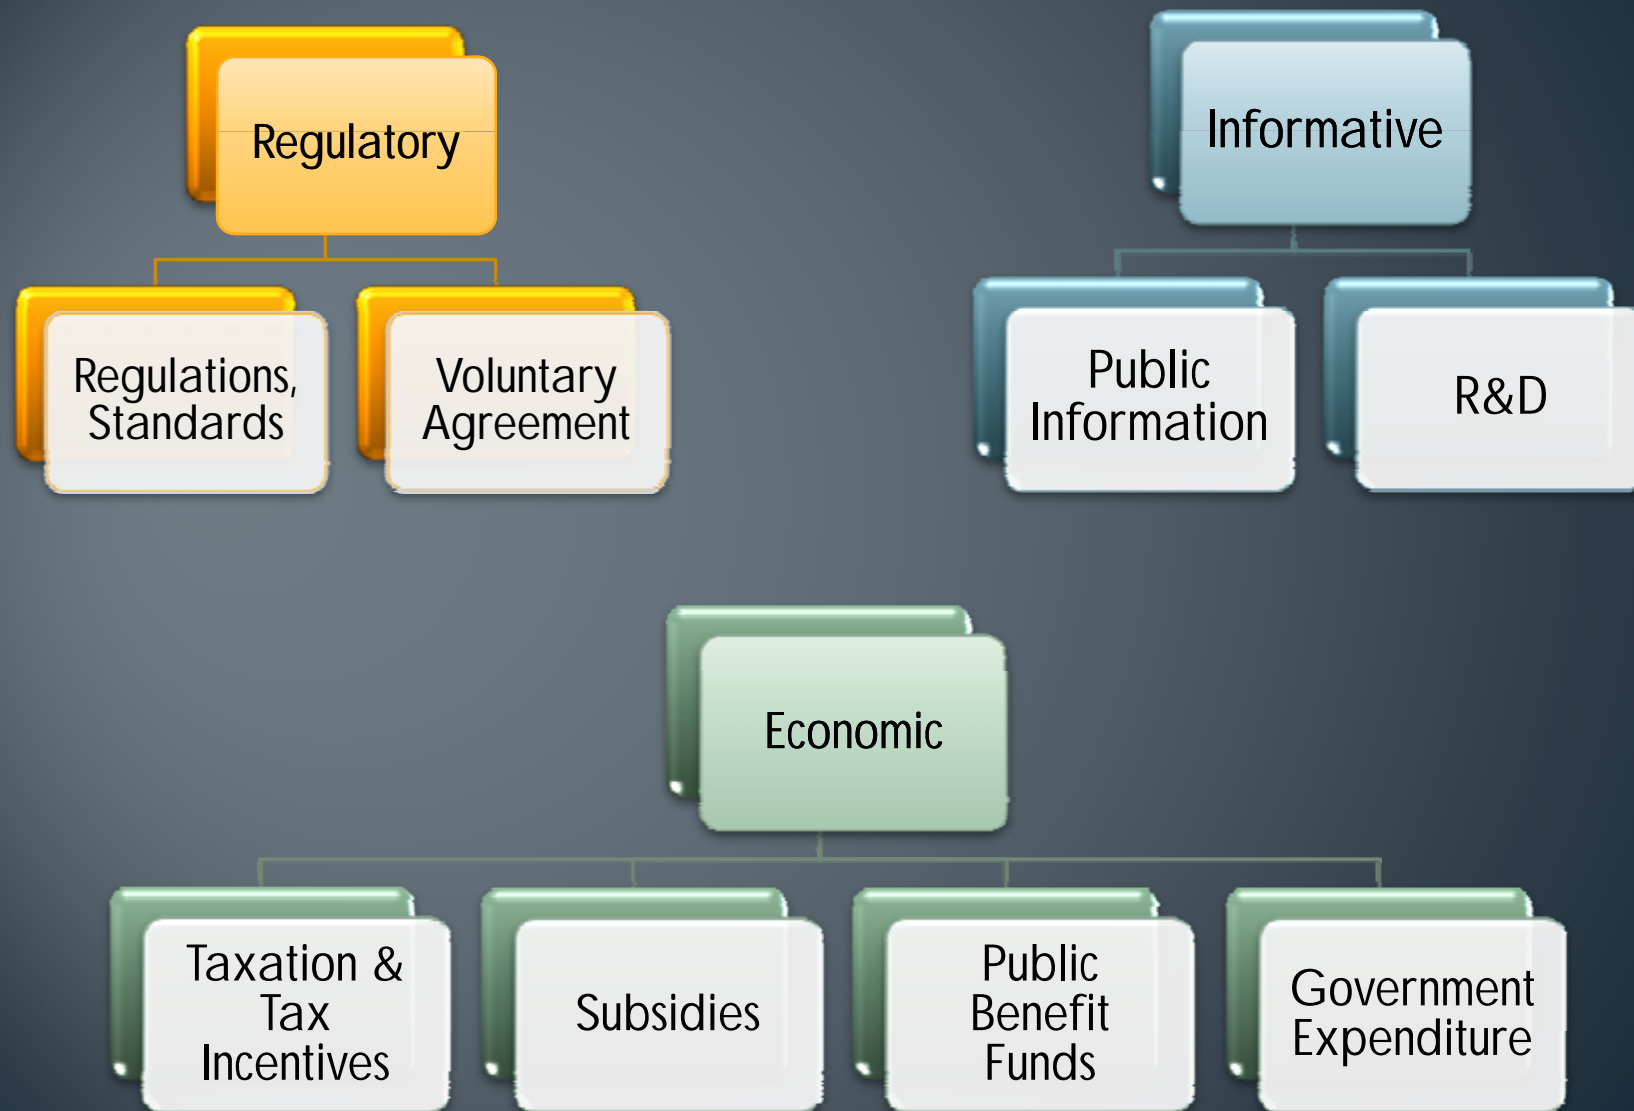 Regulatory
Regulations,
Standards
Voluntary
Agreement
Informative
Public
Information
R&D
Economic
Taxation &
Tax
Incentives
Subsidies
Public
Benefit
Funds
Government
Expenditure